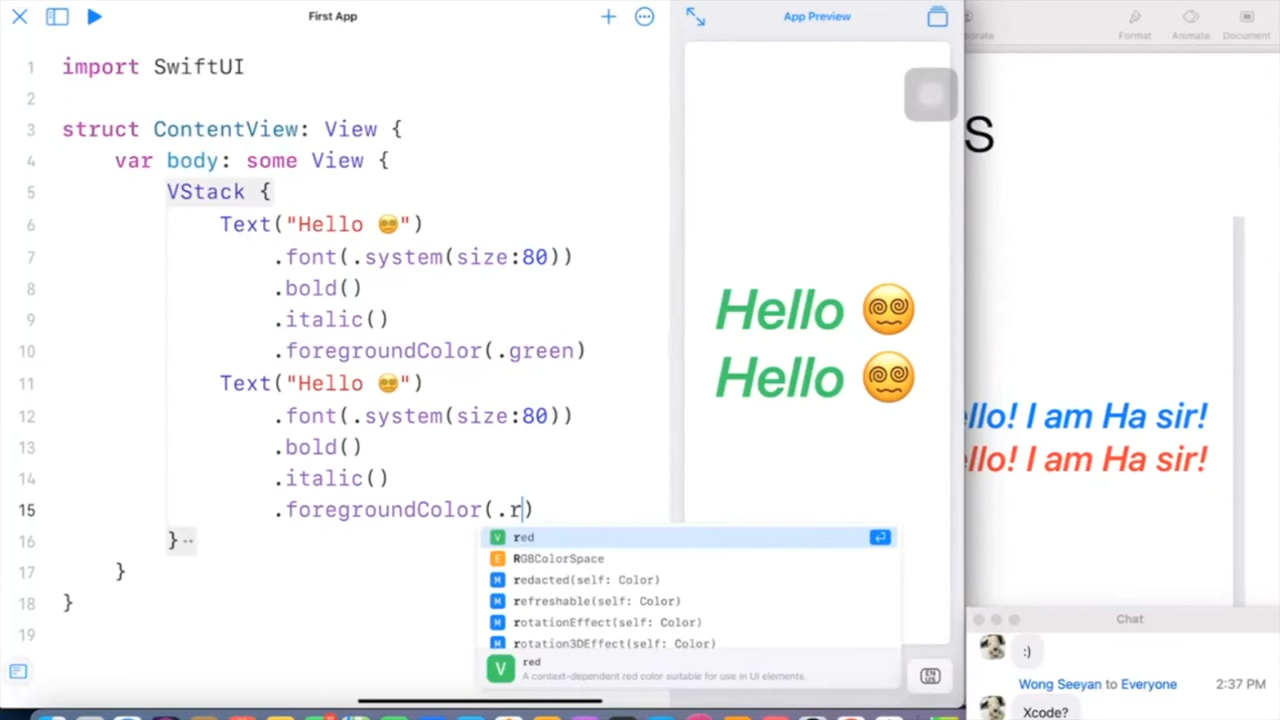 First App
App Preview
orate
Format
Animate
Document
1 import SwiftUI
2
3 struct ContentView: View {
4 var body: some View {
5 VStack {
6 Text("Hello 😵‍💫")
7 .font(.system(size:80))
8 .bold()
9 .italic()
10 .foregroundColor(.green)
11 Text("Hello 😵‍💫")
12 .font(.system(size:80))
13 .bold()
14 .italic()
15 .foregroundColor(.r)
16 }
17 }
18 }
19
V red
E RGBColorSpace
M redacted(self: Color)
M refreshable(self: Color)
M rotationEffect(self: Color)
M rotation3DEffect(self: Color)
V red
A context-dependent red color suitable for use in UI elements.
Hello 😵‍💫
Hello 😵‍💫
EN
US
S
llo! I am Ha sir!
llo! I am Ha sir!
Chat
:)
Wong Seeyan to Everyone 2:37 PM
Xcode?